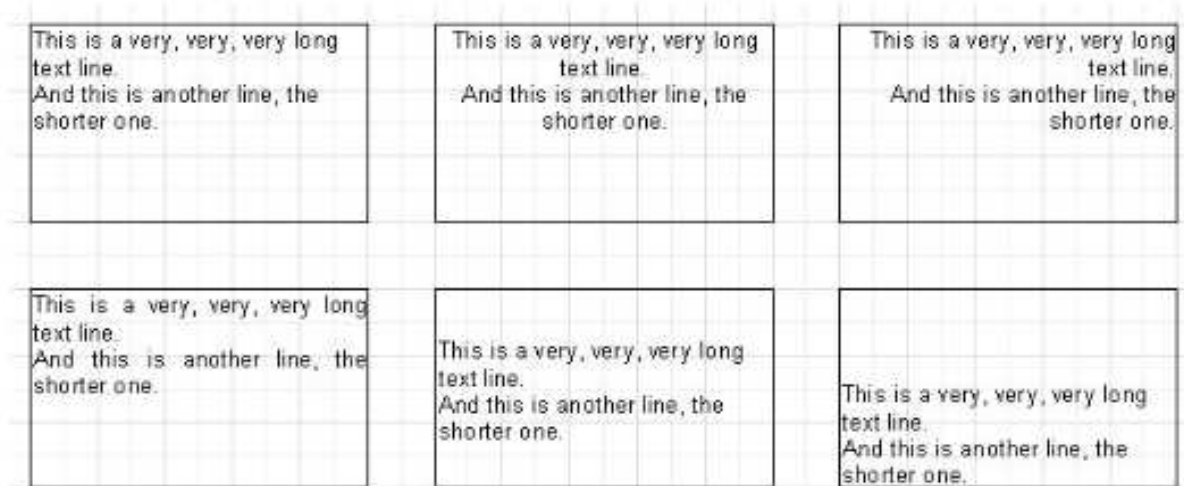 This is a very, very, very long
text line.
And this is another line, the
shorter one.
This is a very, very, very long
text line.
And this is another line, the
shorter one.
This is a very, very, very long
text line.
And this is another line, the
shorter one.
This is a very, very, very long
text line.
And this is another line, the
shorter one.
This is a very, very, very long
text line.
And this is another line, the
shorter one.
This is a very, very, very long
text line.
And this is another line, the
shorter one.